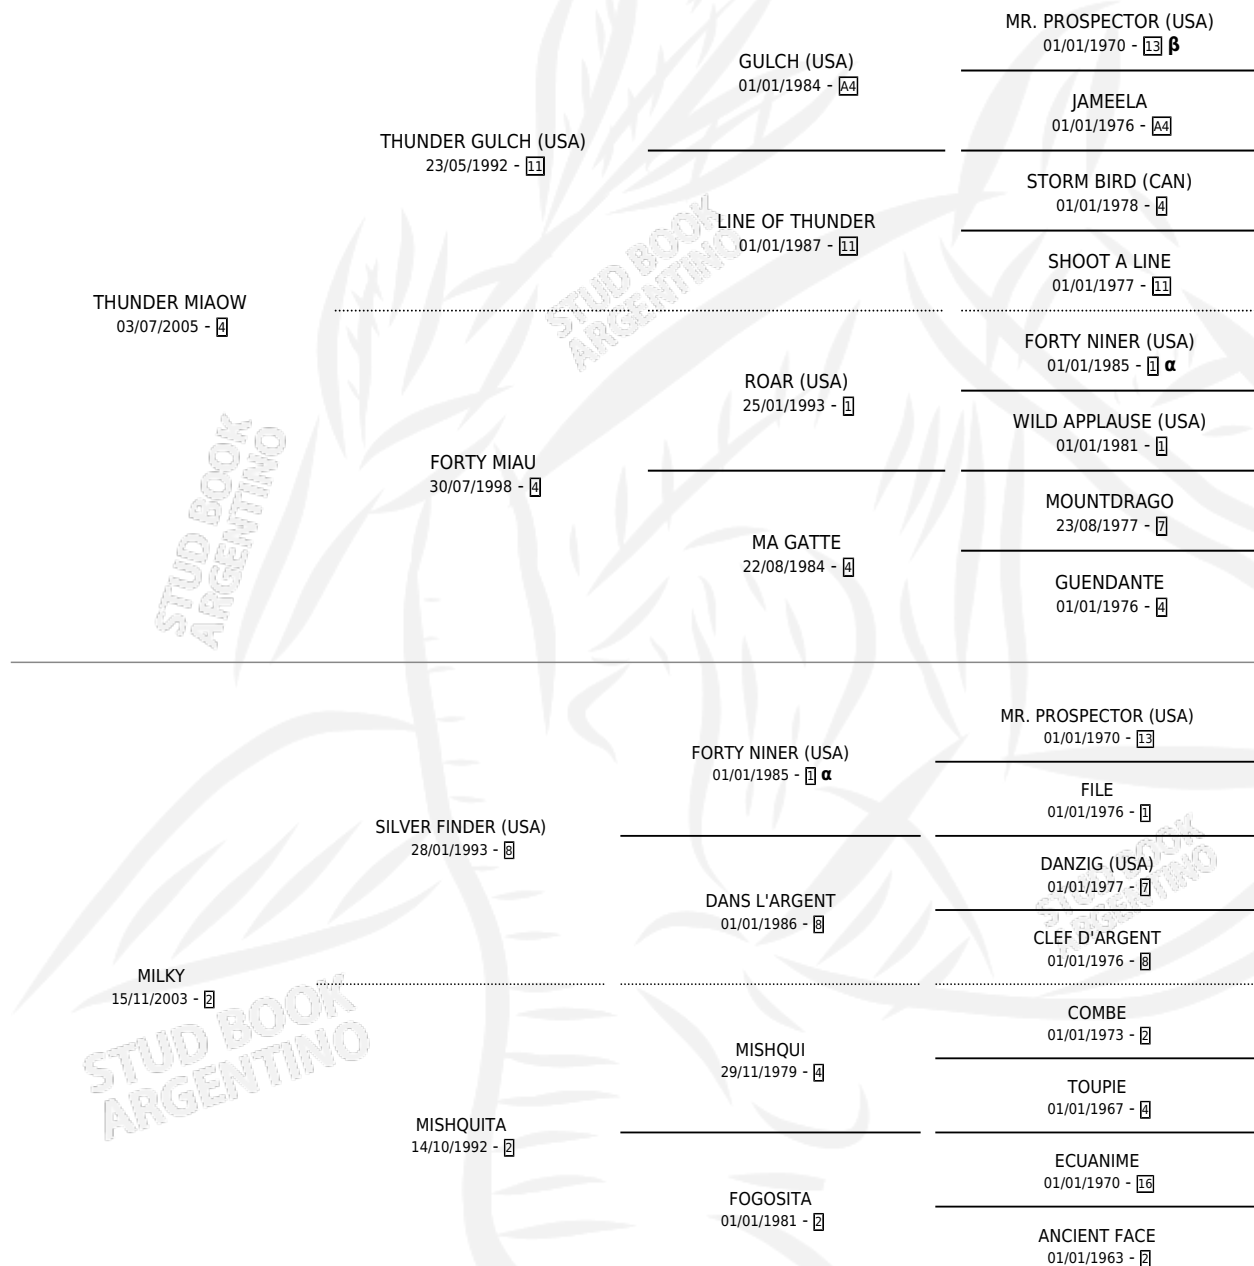 MR. PROSPECTOR (USA)
01/01/1970 - 13 β
GULCH (USA)
01/01/1984 - A4
JAMEELA
01/01/1976 - A4
THUNDER GULCH (USA)
23/05/1992 - 11
STORM BIRD (CAN)
01/01/1978 - 4
LINE OF THUNDER
01/01/1987 - 11
SHOOT A LINE
01/01/1977 - 11
THUNDER MIAOW
03/07/2005 - 4
FORTY NINER (USA)
01/01/1985 - 1 α
ROAR (USA)
25/01/1993 - 1
WILD APPLAUSE (USA)
01/01/1981 - 1
FORTY MIAU
30/07/1998 - 4
MOUNTDRAGO
23/08/1977 - 7
MA GATTE
22/08/1984 - 4
GUENDANTE
01/01/1976 - 4
MR. PROSPECTOR (USA)
01/01/1970 - 13
FORTY NINER (USA)
01/01/1985 - 1 α
FILE
01/01/1976 - 1
SILVER FINDER (USA)
28/01/1993 - 8
DANZIG (USA)
01/01/1977 - 7
DANS L'ARGENT
01/01/1986 - 8
CLEF D'ARGENT
01/01/1976 - 8
MILKY
15/11/2003 - 2
COMBE
01/01/1973 - 2
MISHQUI
29/11/1979 - 4
TOUPIE
01/01/1967 - 4
MISHQUITA
14/10/1992 - 2
ECUANIME
01/01/1970 - 16
FOGOSITA
01/01/1981 - 2
ANCIENT FACE
01/01/1963 - 2
STUD BOOK
ARGENTINO
STUD BOOK
ARGENTINO
STUD BOOK
ARGENTINO
STUD BOOK
ARGENTINO